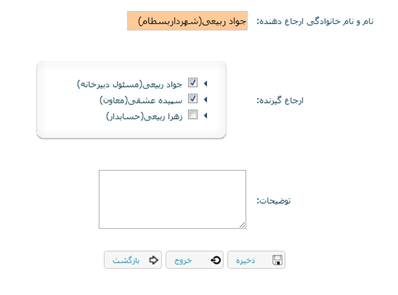 نام و نام خانوادگی ارجاع دهنده: جواد ربیعی(شهرداربسطام)
ارجاع گیرنده:
جواد ربیعی(مسئول دبیرخانه)
سپیده عشقی(معاون)
زهرا ربیعی(حسابدار)
توضیحات:
ذخیره خروج بازگشت